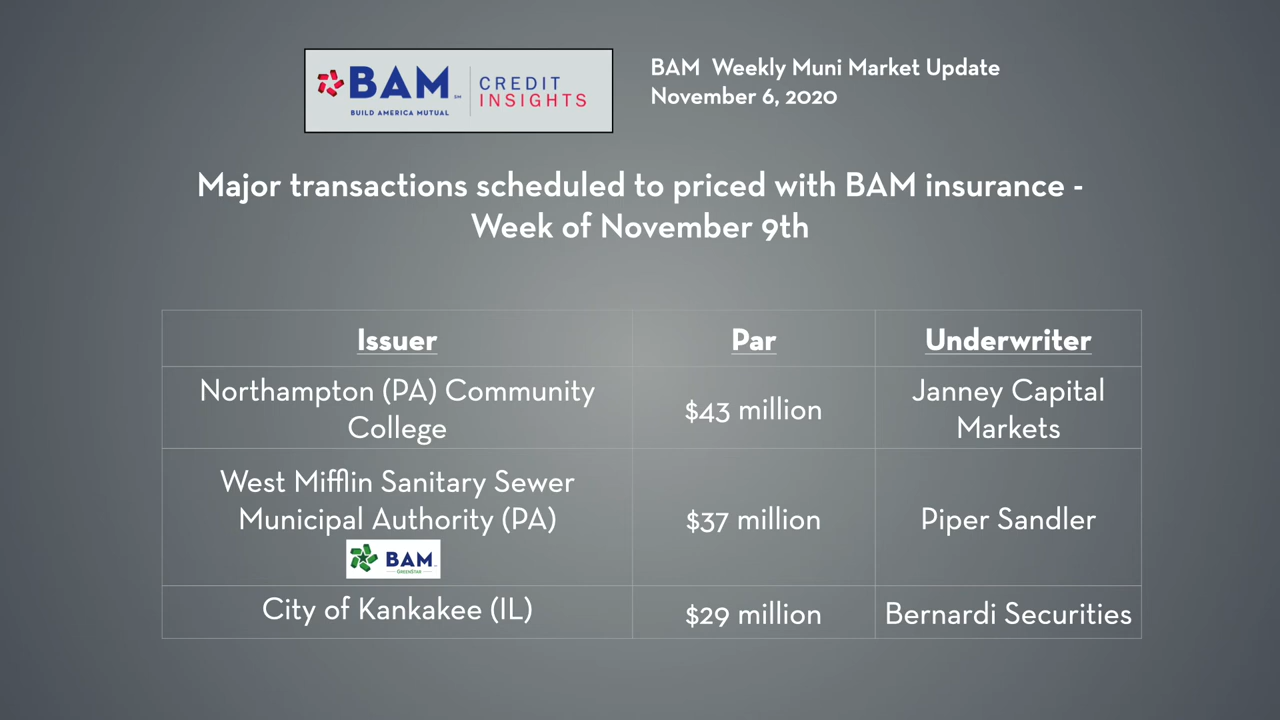 BAM
BUILD AMERICA MUTUAL
CREDIT
INSIGHTS
BAM Weekly Muni Market Update
November 6, 2020
Major transactions scheduled to priced with BAM insurance -
Week of November 9th
Issuer
Par
Underwriter
Northampton (PA) Community
College
$43 million
Janney Capital
Markets
West Mifflin Sanitary Sewer
Municipal Authority (PA)
BAM
GREENSTAR
$37 million
Piper Sandler
City of Kankakee (IL)
$29 million
Bernardi Securities